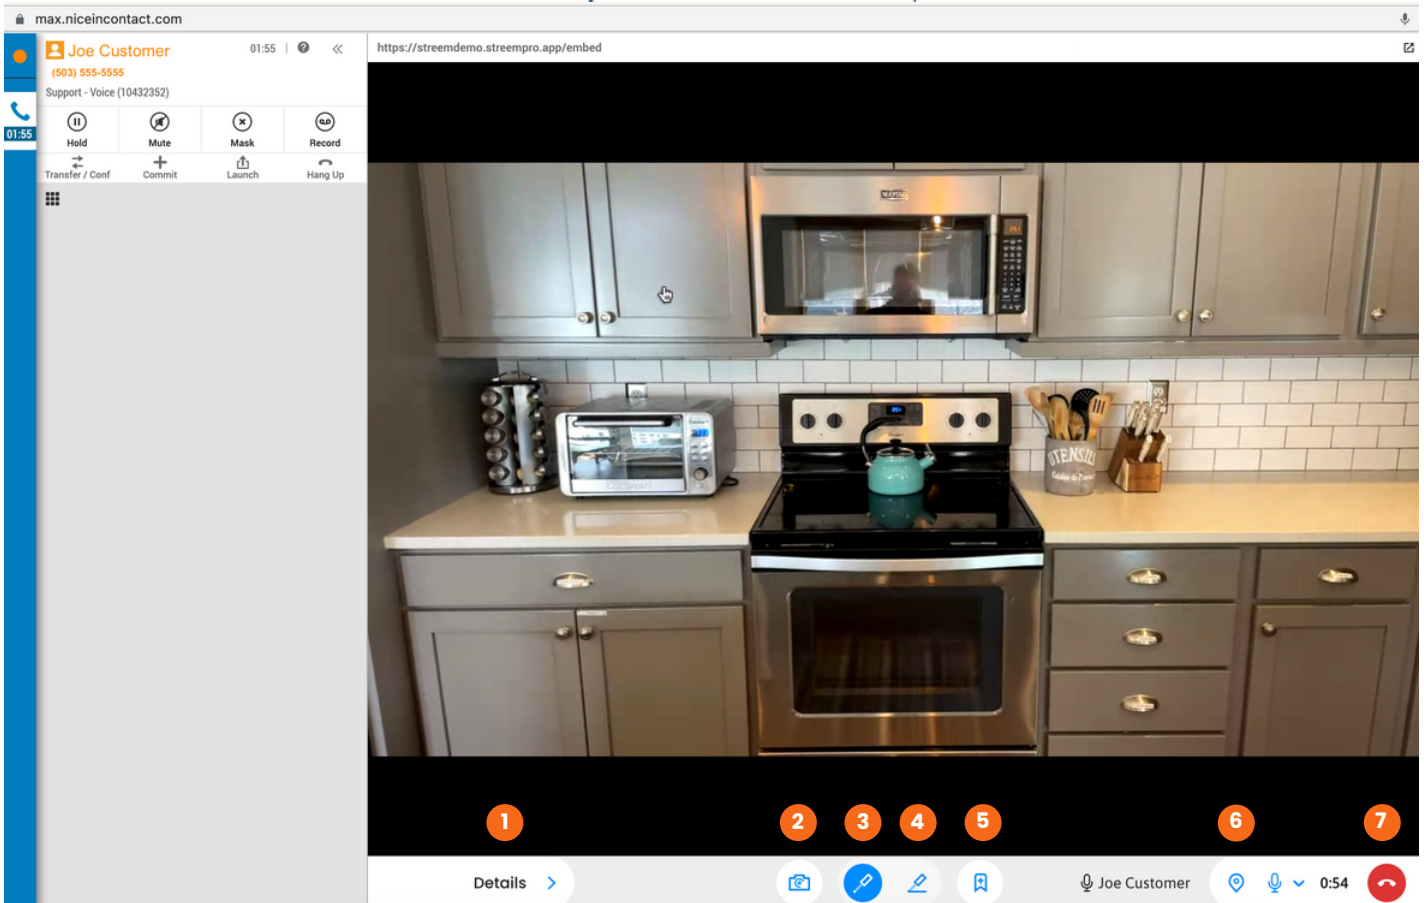 max.niceincontact.com
Joe Customer
01:55
(503) 555-5555
Support - Voice (10432352)
01:55
Hold
Mute
Mask
Record
Transfer / Conf
Commit
Launch
Hang Up
https://streemdemo.streempro.app/embed
MAYTAG
UTENSILS
1
2
3
4
5
6
7
Details
Joe Customer
0:54